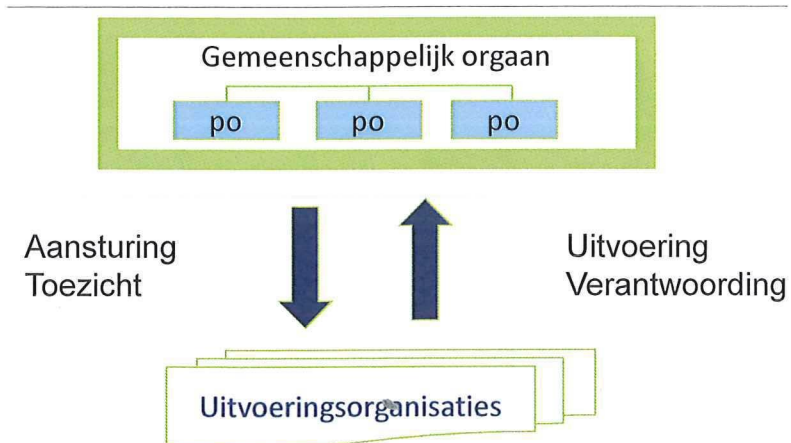 Gemeenschappelijk orgaan
po po po
Aansturing
Toezicht
Uitvoering
Verantwoording
Uitvoeringsorganisaties